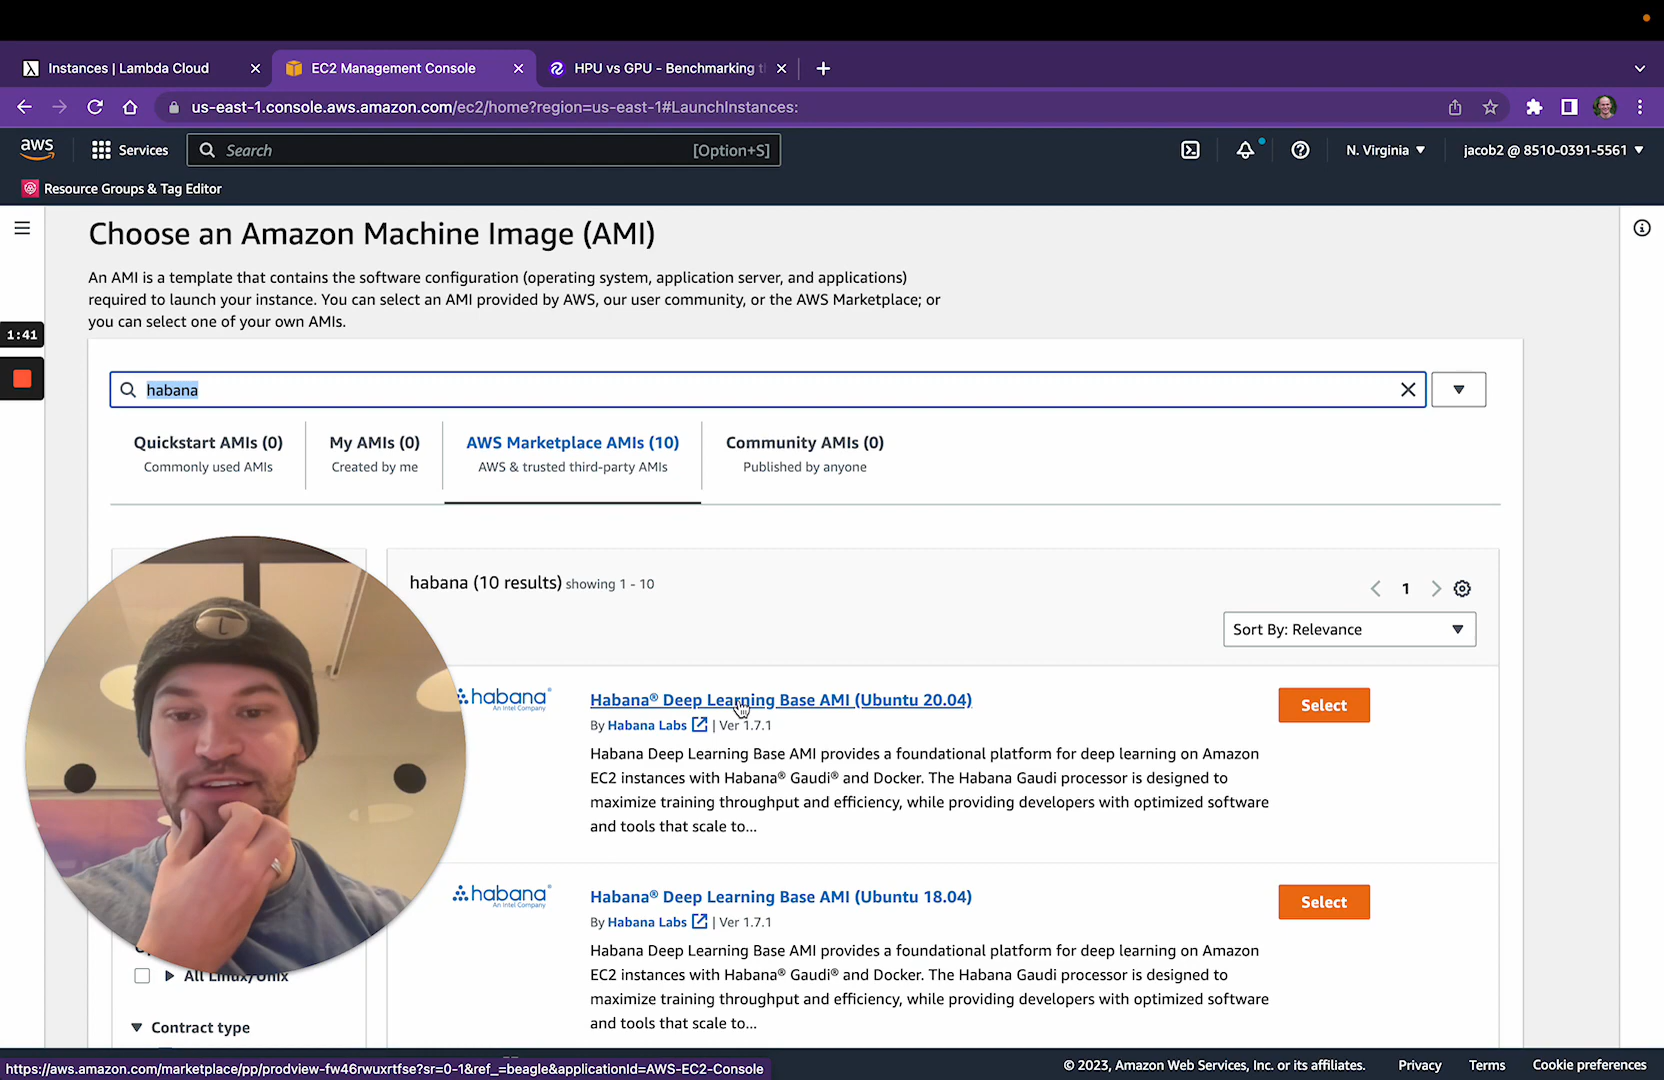 Instances | Lambda Cloud
EC2 Management Console
HPU vs GPU - Benchmarking t
us-east-1.console.aws.amazon.com/ec2/home?region=us-east-1#LaunchInstances:
aws
Services
Search
[Option+S]
N. Virginia
jacob2 @ 8510-0391-5561
Resource Groups & Tag Editor
Choose an Amazon Machine Image (AMI)
An AMI is a template that contains the software configuration (operating system, application server, and applications)
required to launch your instance. You can select an AMI provided by AWS, our user community, or the AWS Marketplace; or
you can select one of your own AMIs.
1:41
habana
Quickstart AMIs (0)
Commonly used AMIs
My AMIs (0)
Created by me
AWS Marketplace AMIs (10)
AWS & trusted third-party AMIs
Community AMIs (0)
Published by anyone
habana (10 results) showing 1 - 10
1
Sort By: Relevance
habana
An Intel Company
Habana® Deep Learning Base AMI (Ubuntu 20.04)
By Habana Labs | Ver 1.7.1
Habana Deep Learning Base AMI provides a foundational platform for deep learning on Amazon
EC2 instances with Habana® Gaudi® and Docker. The Habana Gaudi processor is designed to
maximize training throughput and efficiency, while providing developers with optimized software
and tools that scale to...
Select
habana
An Intel Company
Habana® Deep Learning Base AMI (Ubuntu 18.04)
By Habana Labs | Ver 1.7.1
Habana Deep Learning Base AMI provides a foundational platform for deep learning on Amazon
EC2 instances with Habana® Gaudi® and Docker. The Habana Gaudi processor is designed to
maximize training throughput and efficiency, while providing developers with optimized software
and tools that scale to...
Select
All Linux/Unix
Contract type
https://aws.amazon.com/marketplace/pp/prodview-fw46rwuxrtfse?sr=0-1&ref_=beagle&applicationId=AWS-EC2-Console
© 2023, Amazon Web Services, Inc. or its affiliates.
Privacy
Terms
Cookie preferences